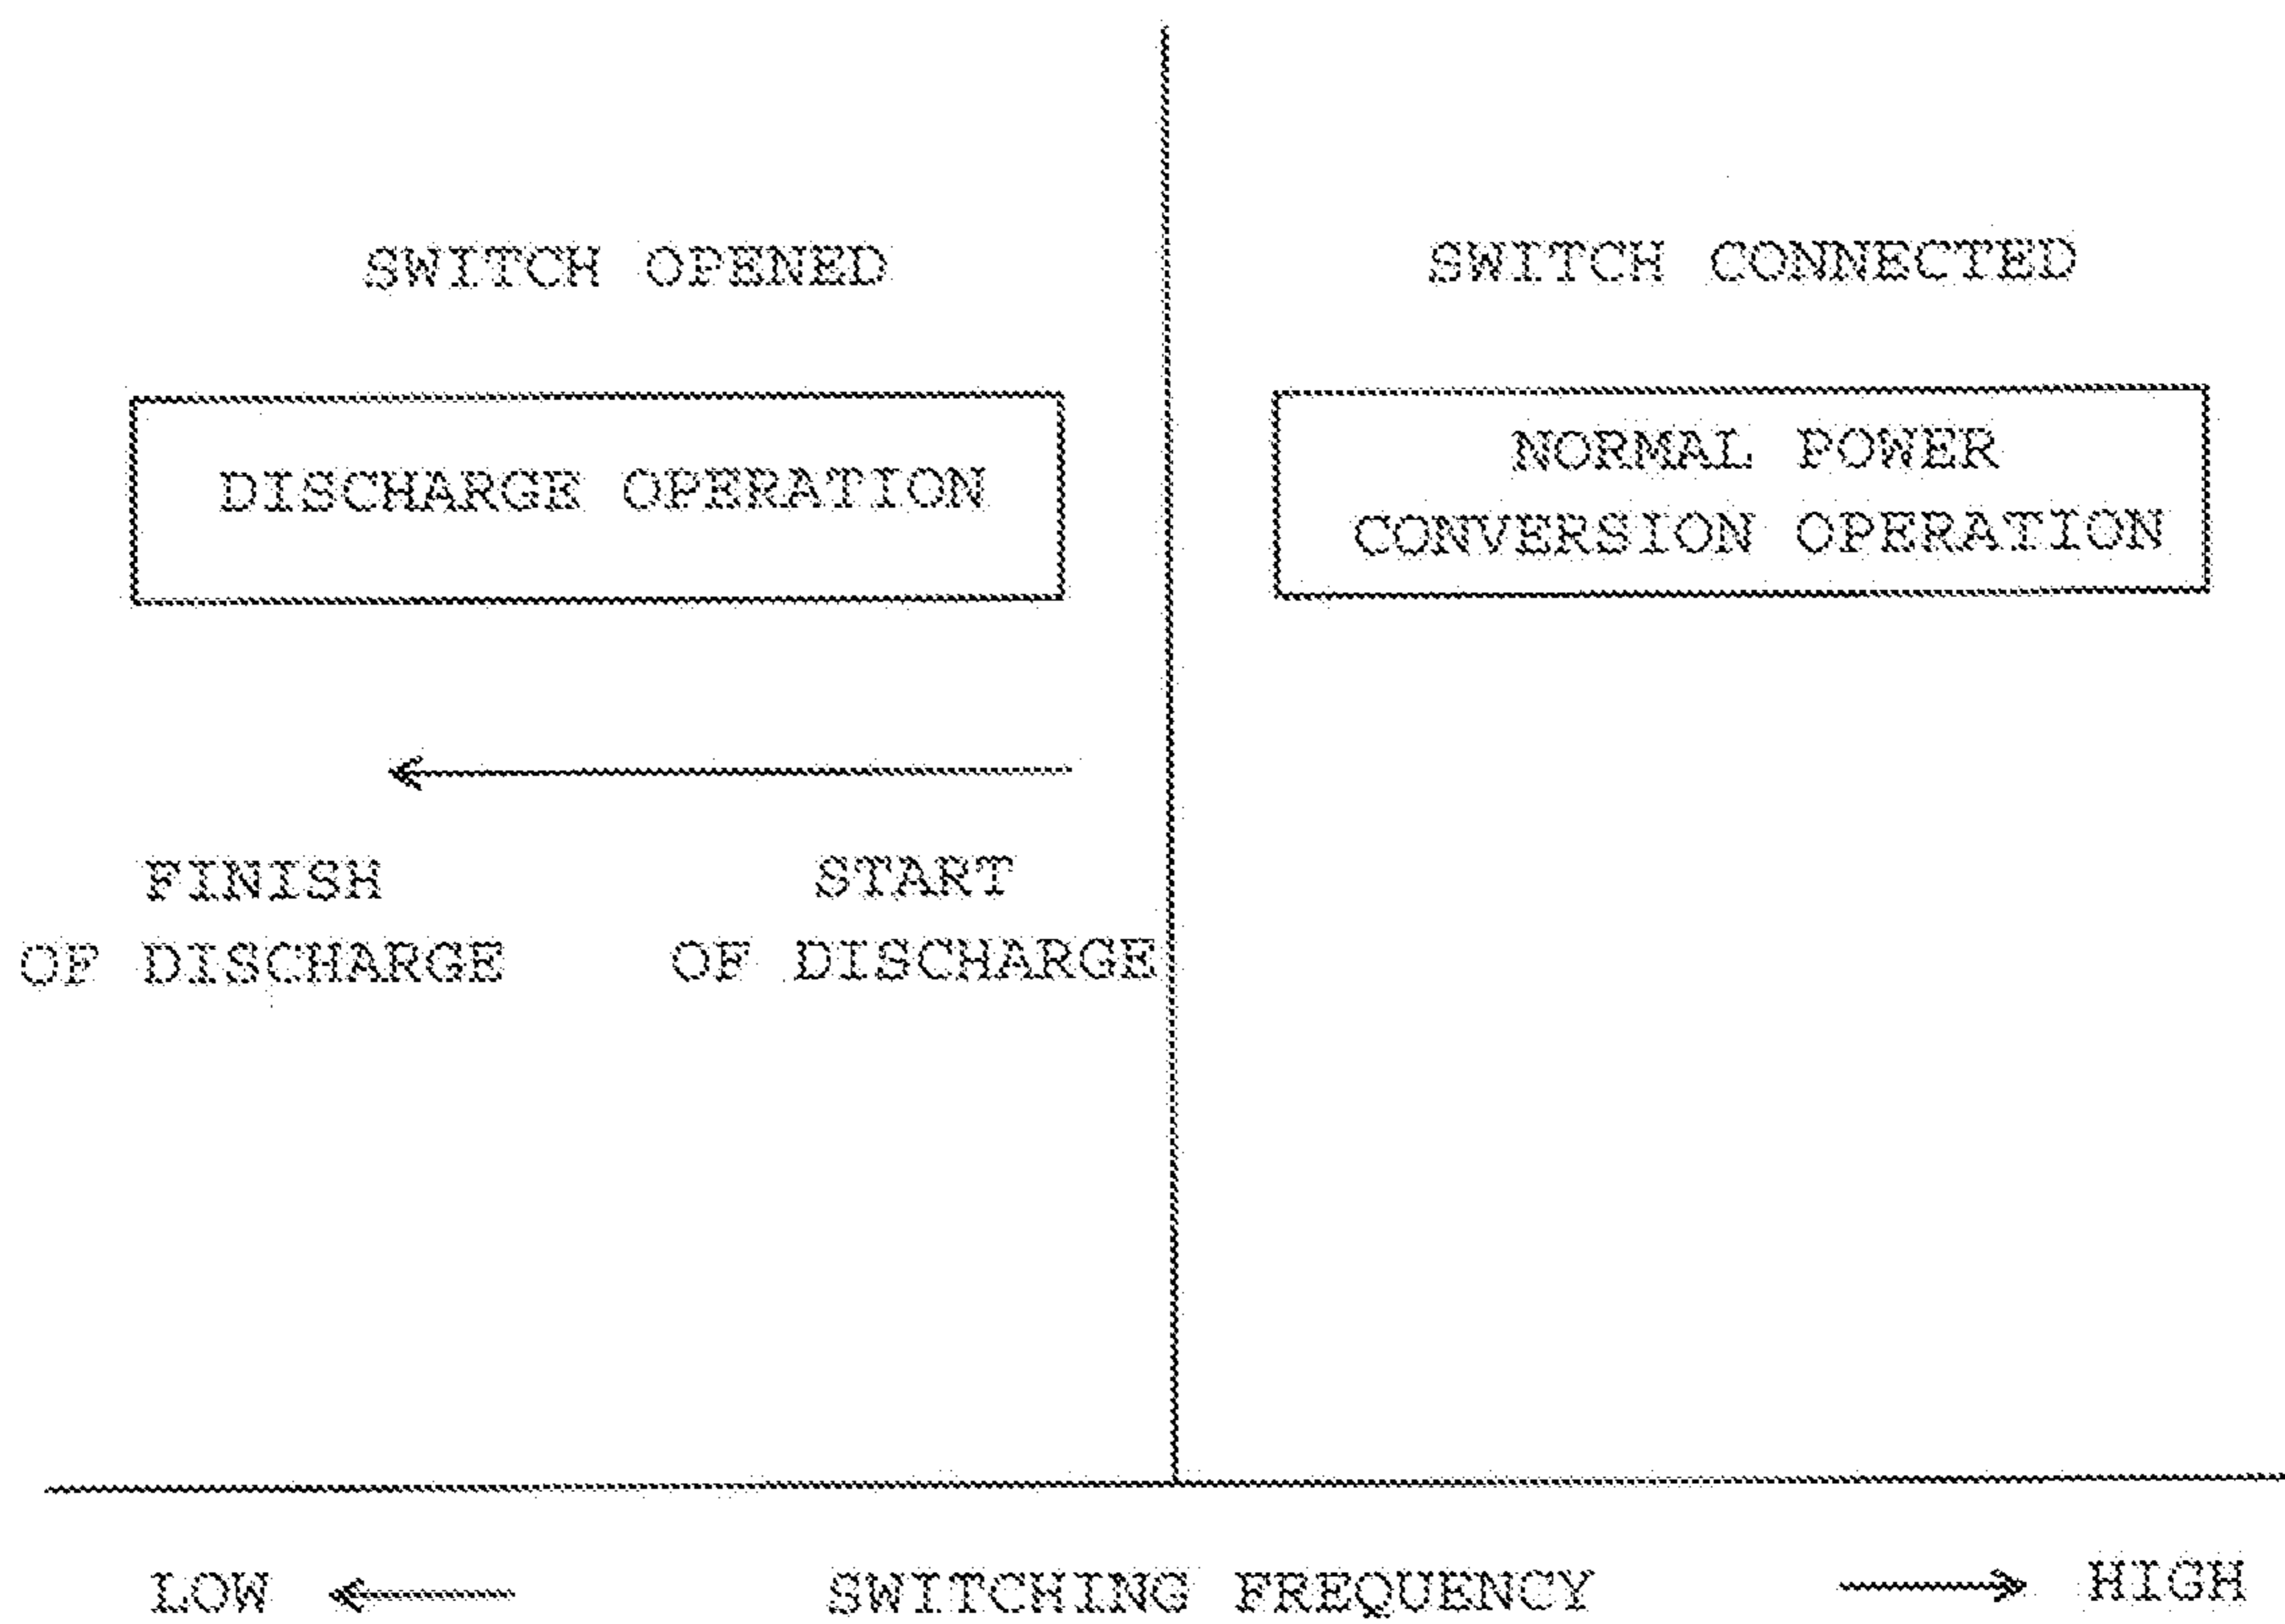 SWITCH OPENED
SWITCH CONNECTED
DISCHARGE OPERATION
NORMAL POWER
CONVERSION OPERATION
FINISH
OF DISCHARGE
START
OF DISCHARGE
LOW
SWITCHING FREQUENCY
HIGH